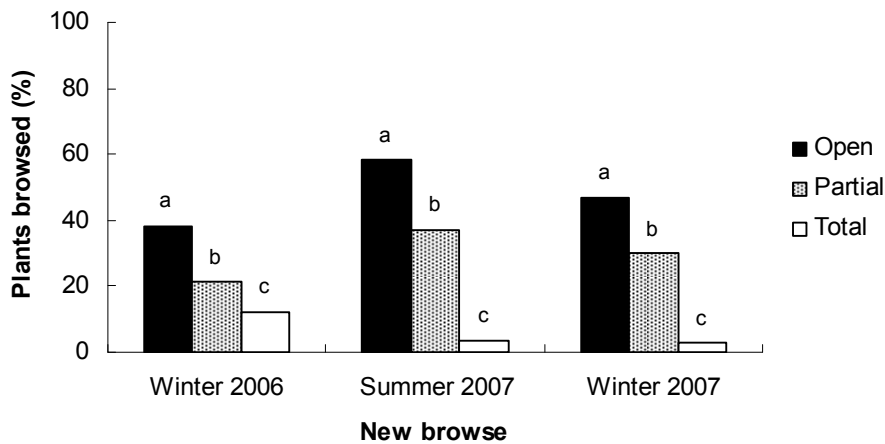 100
80
60
40
20
0
Plants browsed (%)
a
b
c
a
b
c
a
b
c
Open
Partial
Total
Winter 2006
Summer 2007
Winter 2007
New browse